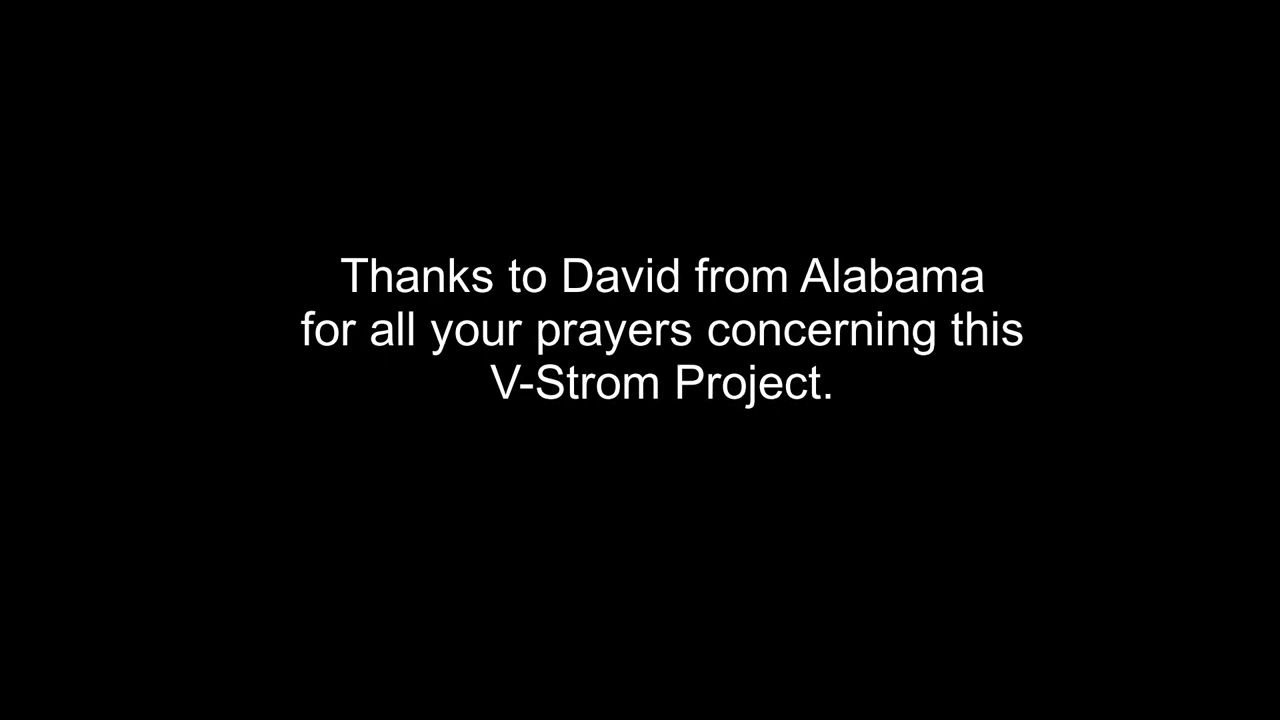 Thanks to David from Alabama
for all your prayers concerning this
V-Strom Project.